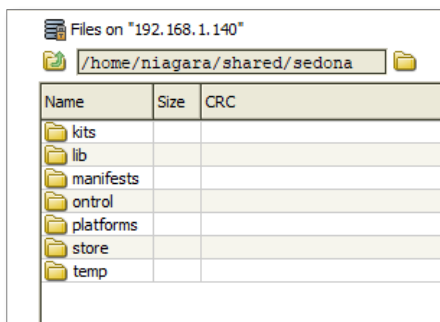 Files on "192.168.1.140"
/home/niagara/shared/sedona
Name Size CRC
kits
lib
manifests
ontrol
platforms
store
temp